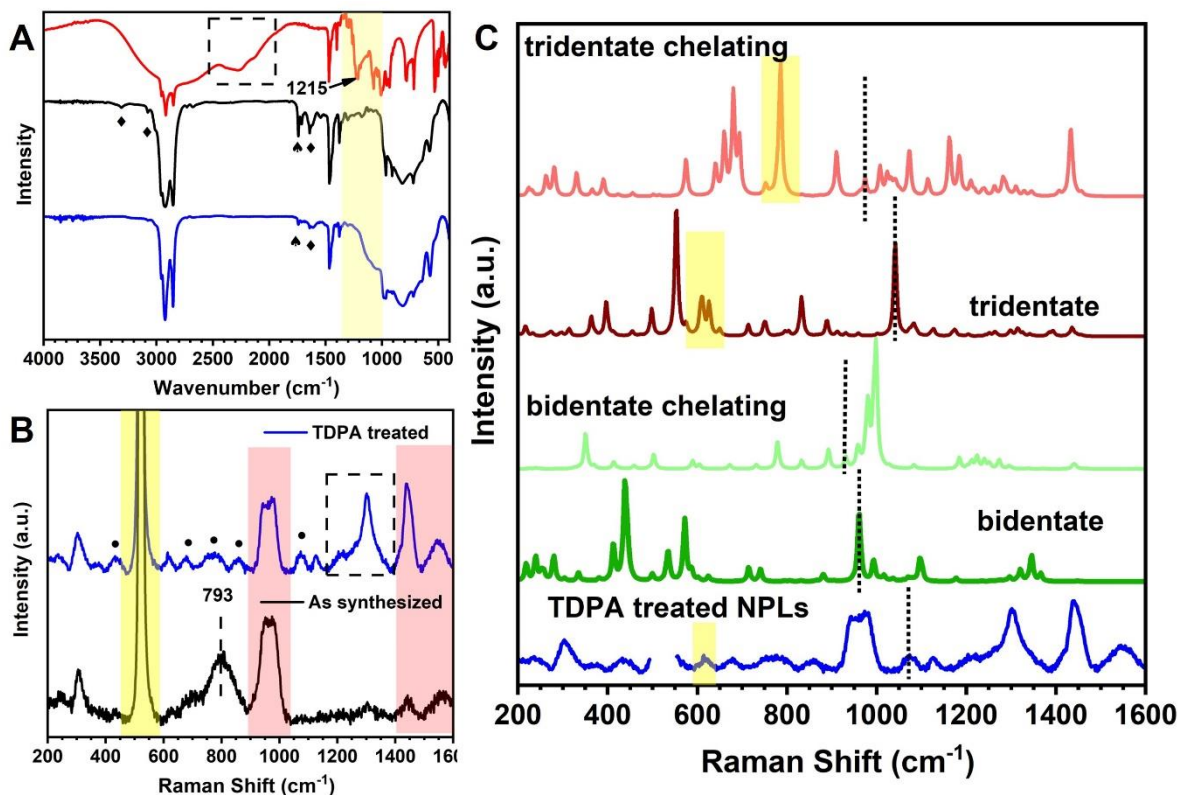 A
1215
Intensity
4000 3500 3000 2500 2000 1500 1000 500
Wavenumber (cm-1)
B
TDPA treated
793
As synthesized
Intensity (a.u.)
200 400 600 800 1000 1200 1400 160
Raman Shift (cm-1)
C
tridentate chelating
tridentate
bidentate chelating
bidentate
TDPA treated NPLs
Intensity (a.u.)
200 400 600 800 1000 1200 1400 1600
Raman Shift (cm-1)